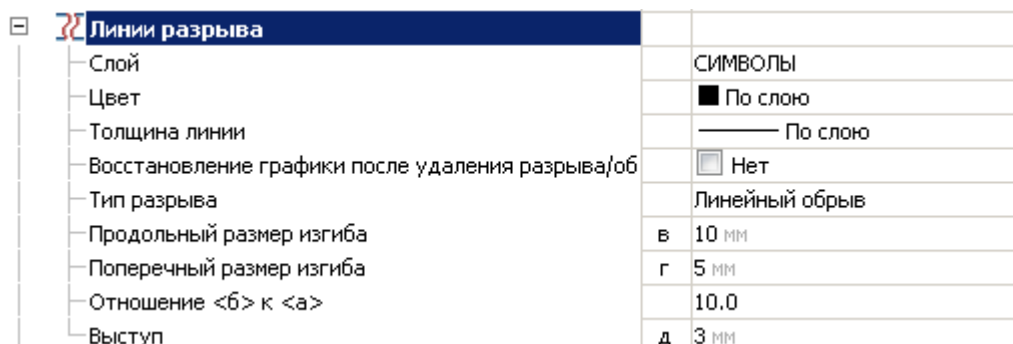 Линии разрыва
Слой СИМВОЛЫ
Цвет По слою
Толщина линии По слою
Восстановление графики после удаления разрыва/об Нет
Тип разрыва Линейный обрыв
Продольный размер изгиба в 10 мм
Поперечный размер изгиба г 5 мм
Отношение <б> к <а> 10.0
Выступ д 3 мм